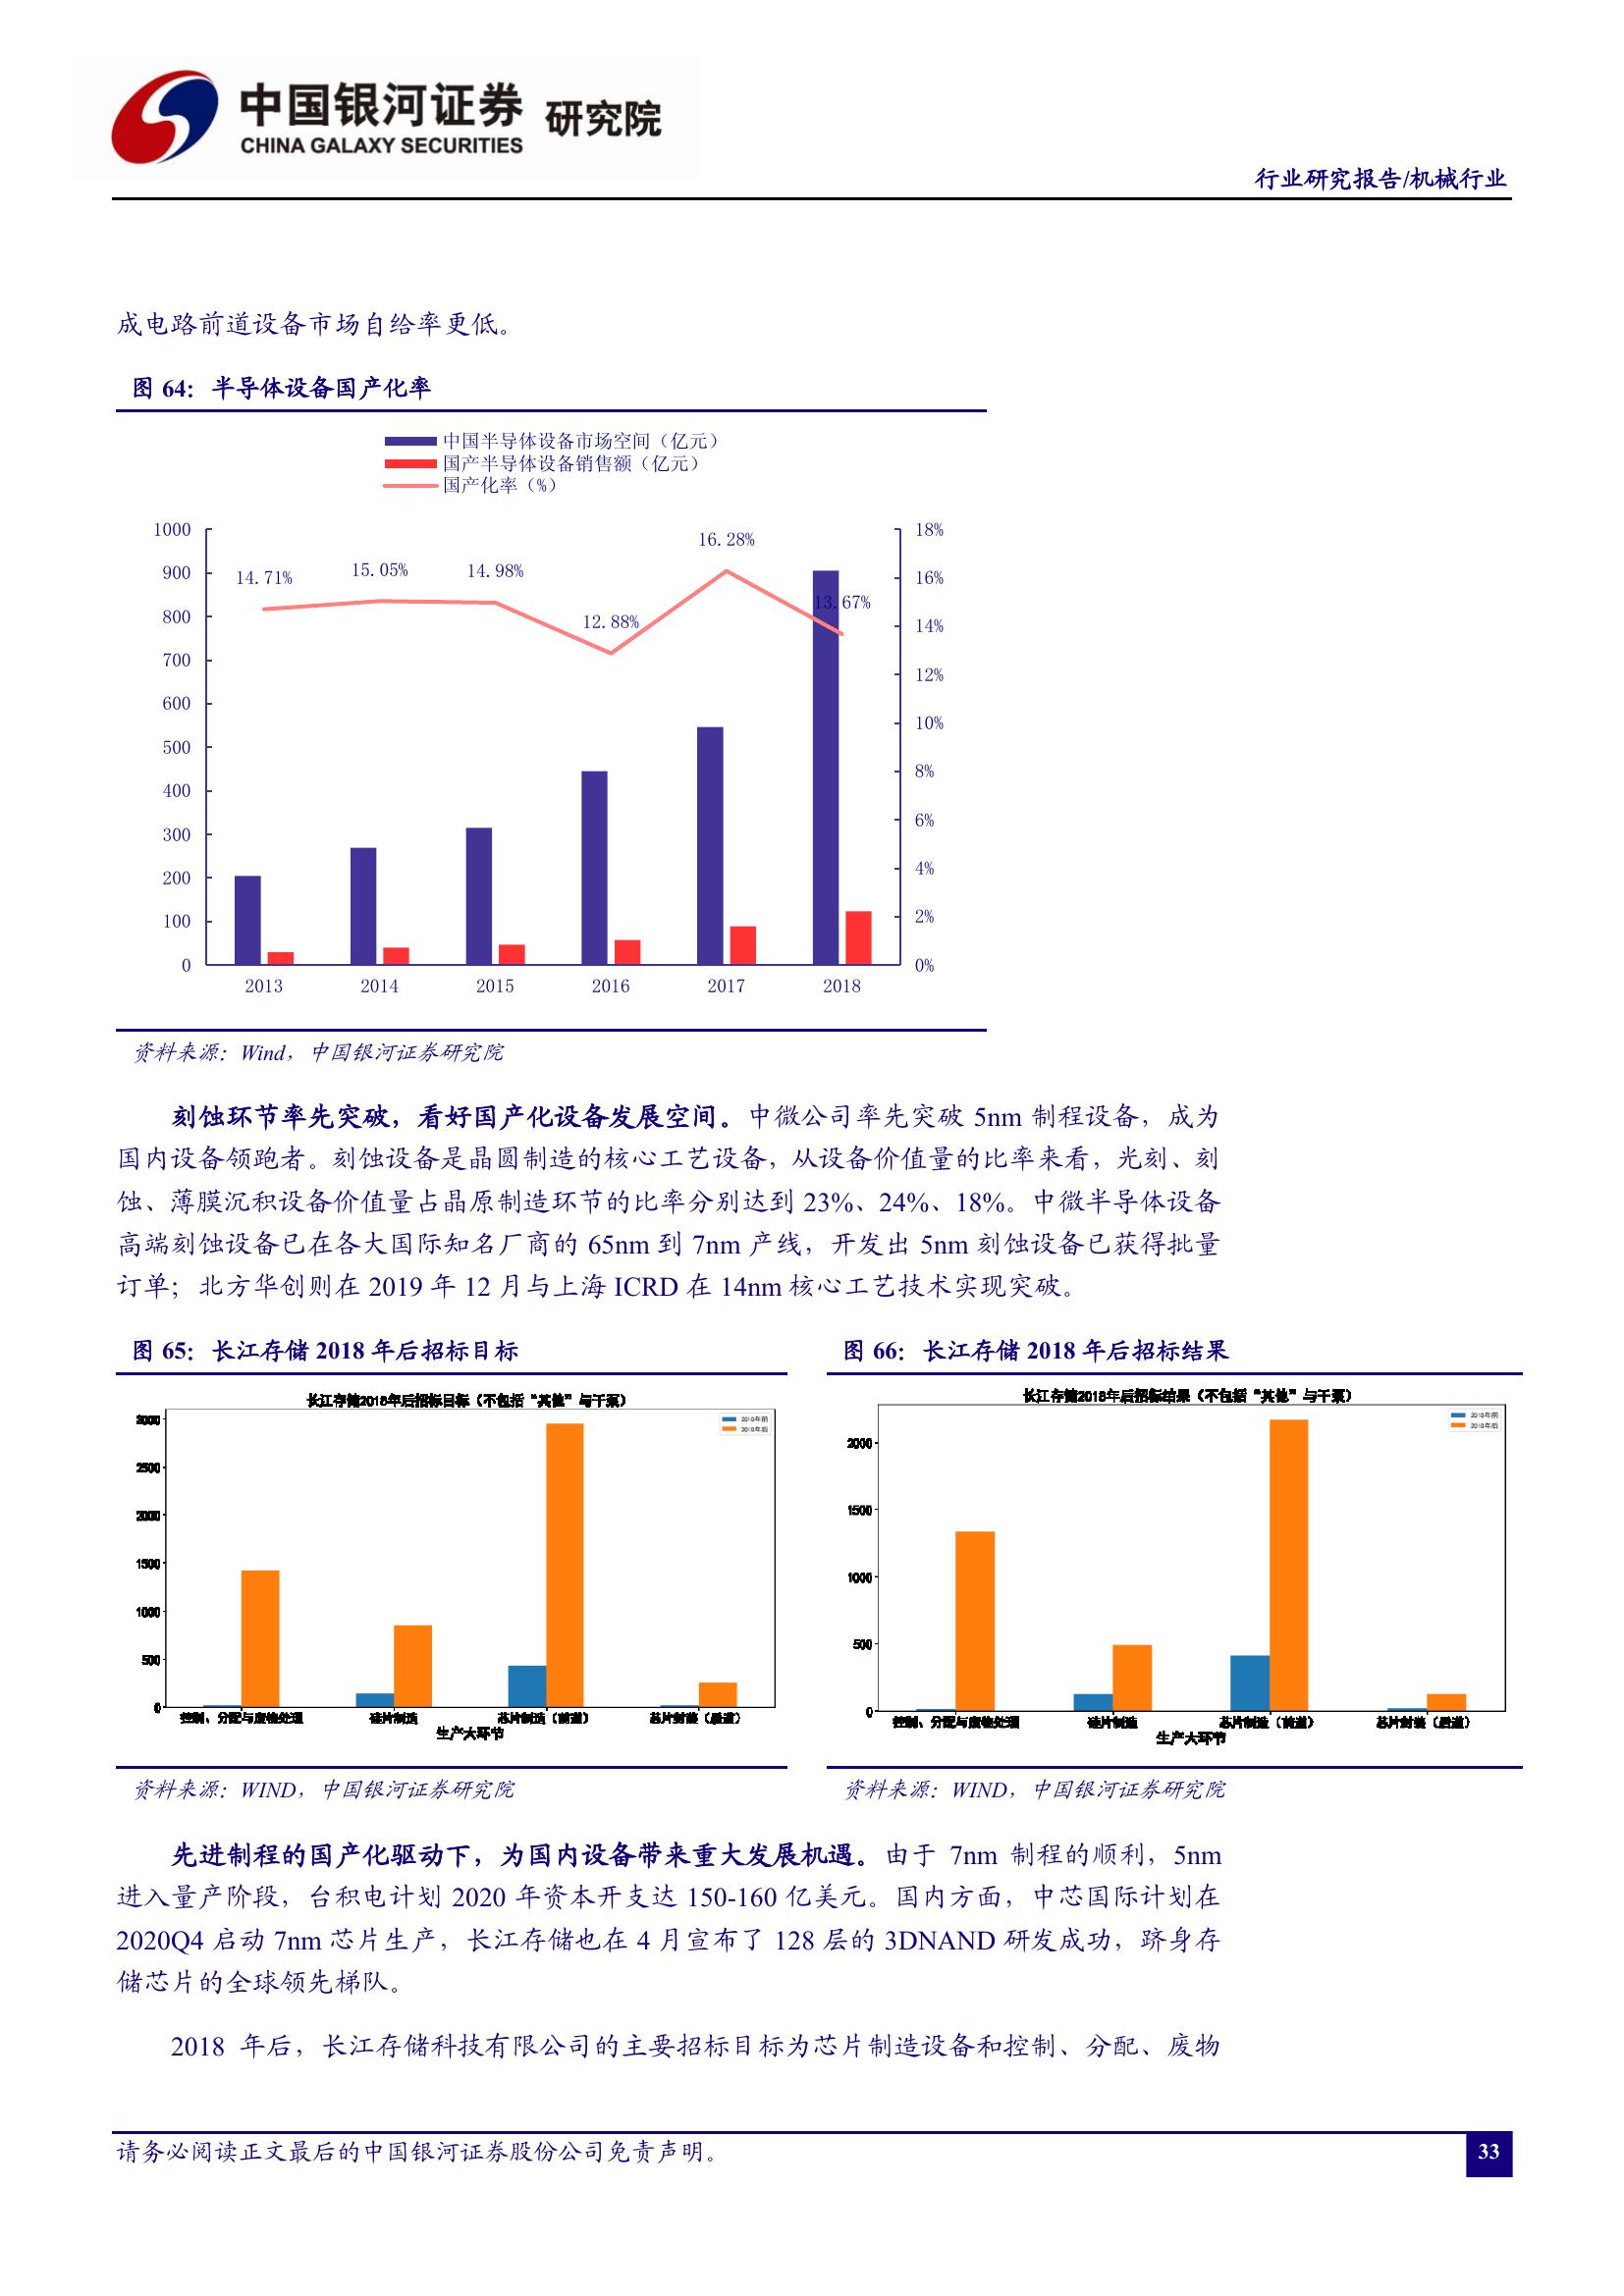 中国银河证券 研究院
CHINA GALAXY SECURITIES
行业研究报告/机械行业
成电路前道设备市场自给率更低。
图 64：半导体设备国产化率
中国半导体设备市场空间（亿元）
国产半导体设备销售额（亿元）
国产化率（%）
1000
900
800
700
600
500
400
300
200
100
0
14.71%
15.05%
14.98%
12.88%
16.28%
13.67%
18%
16%
14%
12%
10%
8%
6%
4%
2%
0%
2013 2014 2015 2016 2017 2018
资料来源：Wind，中国银河证券研究院
刻蚀环节率先突破，看好国产化设备发展空间。中微公司率先突破 5nm 制程设备，成为
国内设备领跑者。刻蚀设备是晶圆制造的核心工艺设备，从设备价值量的比率来看，光刻、刻
蚀、薄膜沉积设备价值量占晶原制造环节的比率分别达到 23%、24%、18%。中微半导体设备
高端刻蚀设备已在各大国际知名厂商的 65nm 到 7nm 产线，开发出 5nm 刻蚀设备已获得批量
订单；北方华创则在 2019 年 12 月与上海 ICRD 在 14nm 核心工艺技术实现突破。
图 65：长江存储 2018 年后招标目标
长江存储2018年后招标目标（不包括“其他”与干泵）
2018年前
2018年后
3000
2500
2000
1500
1000
500
0
控制、分配与废物处理 硅片制造 芯片制造（前道） 芯片封装（后道）
生产大环节
资料来源：WIND，中国银河证券研究院
图 66：长江存储 2018 年后招标结果
长江存储2018年后招标结果（不包括“其他”与干泵）
2018年前
2018年后
2000
1500
1000
500
0
控制、分配与废物处理 硅片制造 芯片制造（前道） 芯片封装（后道）
生产大环节
资料来源：WIND，中国银河证券研究院
先进制程的国产化驱动下，为国内设备带来重大发展机遇。由于 7nm 制程的顺利，5nm
进入量产阶段，台积电计划 2020 年资本开支达 150-160 亿美元。国内方面，中芯国际计划在
2020Q4 启动 7nm 芯片生产，长江存储也在 4 月宣布了 128 层的 3DNAND 研发成功，跻身存
储芯片的全球领先梯队。
2018 年后，长江存储科技有限公司的主要招标目标为芯片制造设备和控制、分配、废物
请务必阅读正文最后的中国银河证券股份公司免责声明。
33